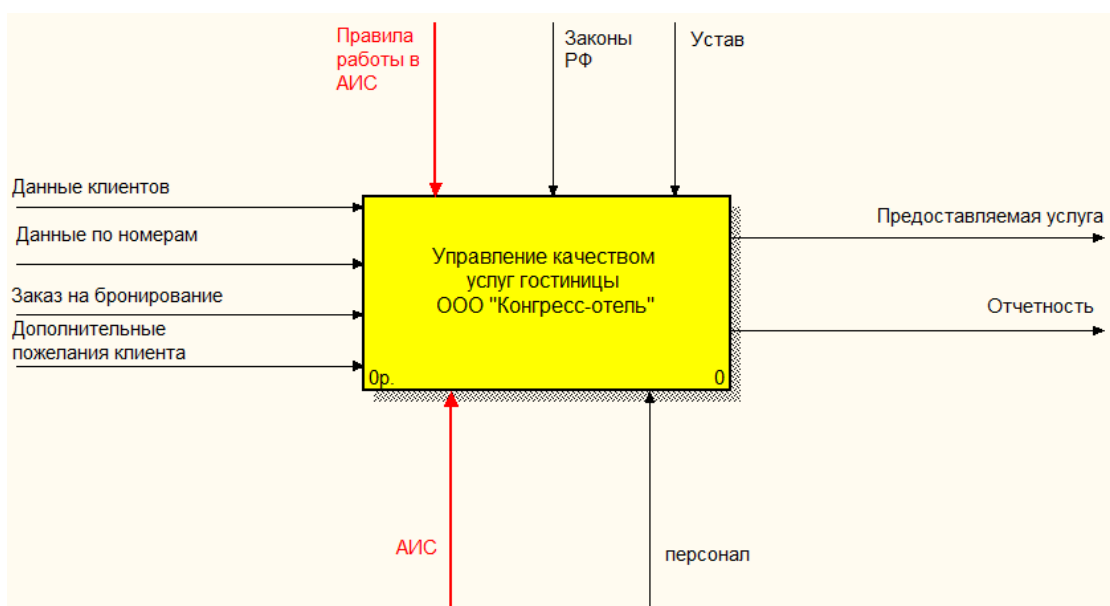 Правила
работы в
АИС
Законы
РФ
Устав
Данные клиентов
Данные по номерам
Заказ на бронирование
Дополнительные
пожелания клиента
Управление качеством
услуг гостиницы
ООО "Конгресс-отель"
0р.
0
Предоставляемая услуга
Отчетность
АИС
персонал